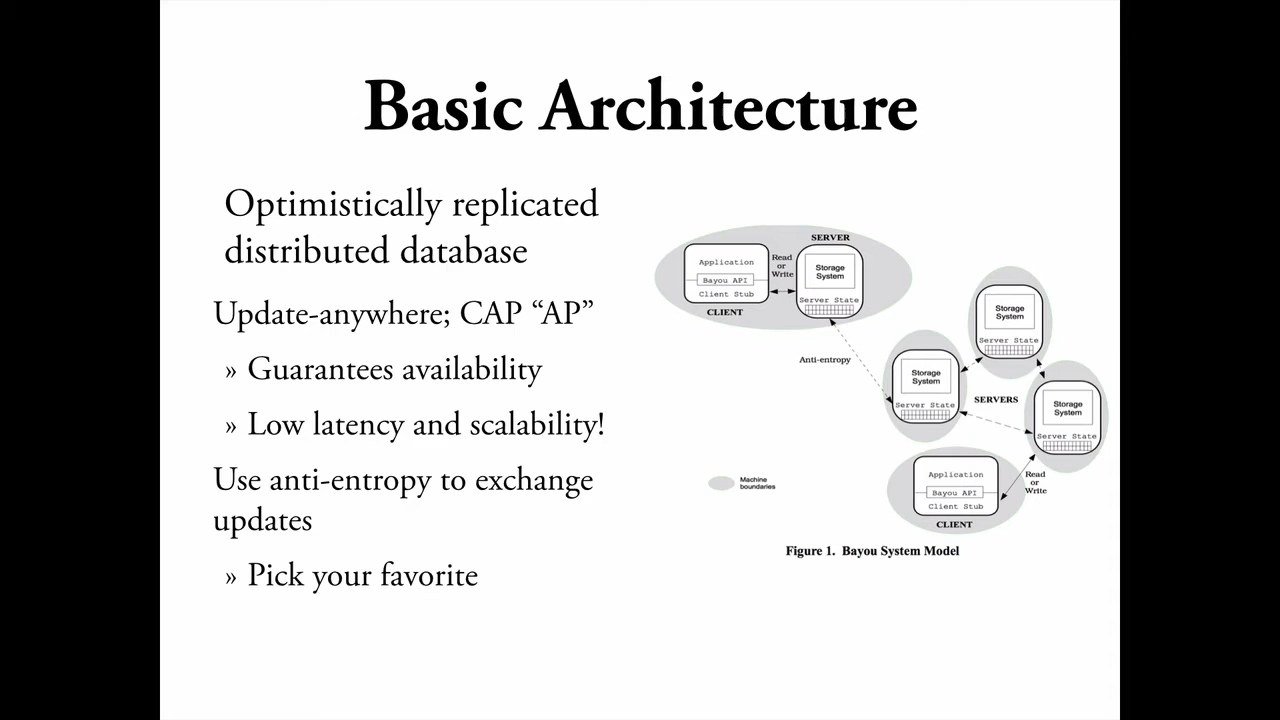 Basic Architecture
Optimistically replicated
distributed database
Update-anywhere; CAP “AP”
» Guarantees availability
» Low latency and scalability!
Use anti-entropy to exchange
updates
» Pick your favorite
SERVER
Application
Bayou API
Client Stub
CLIENT
Read
or
Write
Storage
System
Server State
Anti-entropy
Storage
System
Server State
Storage
System
Server State
SERVERS
Storage
System
Server State
Application
Bayou API
Client Stub
CLIENT
Read
or
Write
Machine
boundaries
Figure 1. Bayou System Model